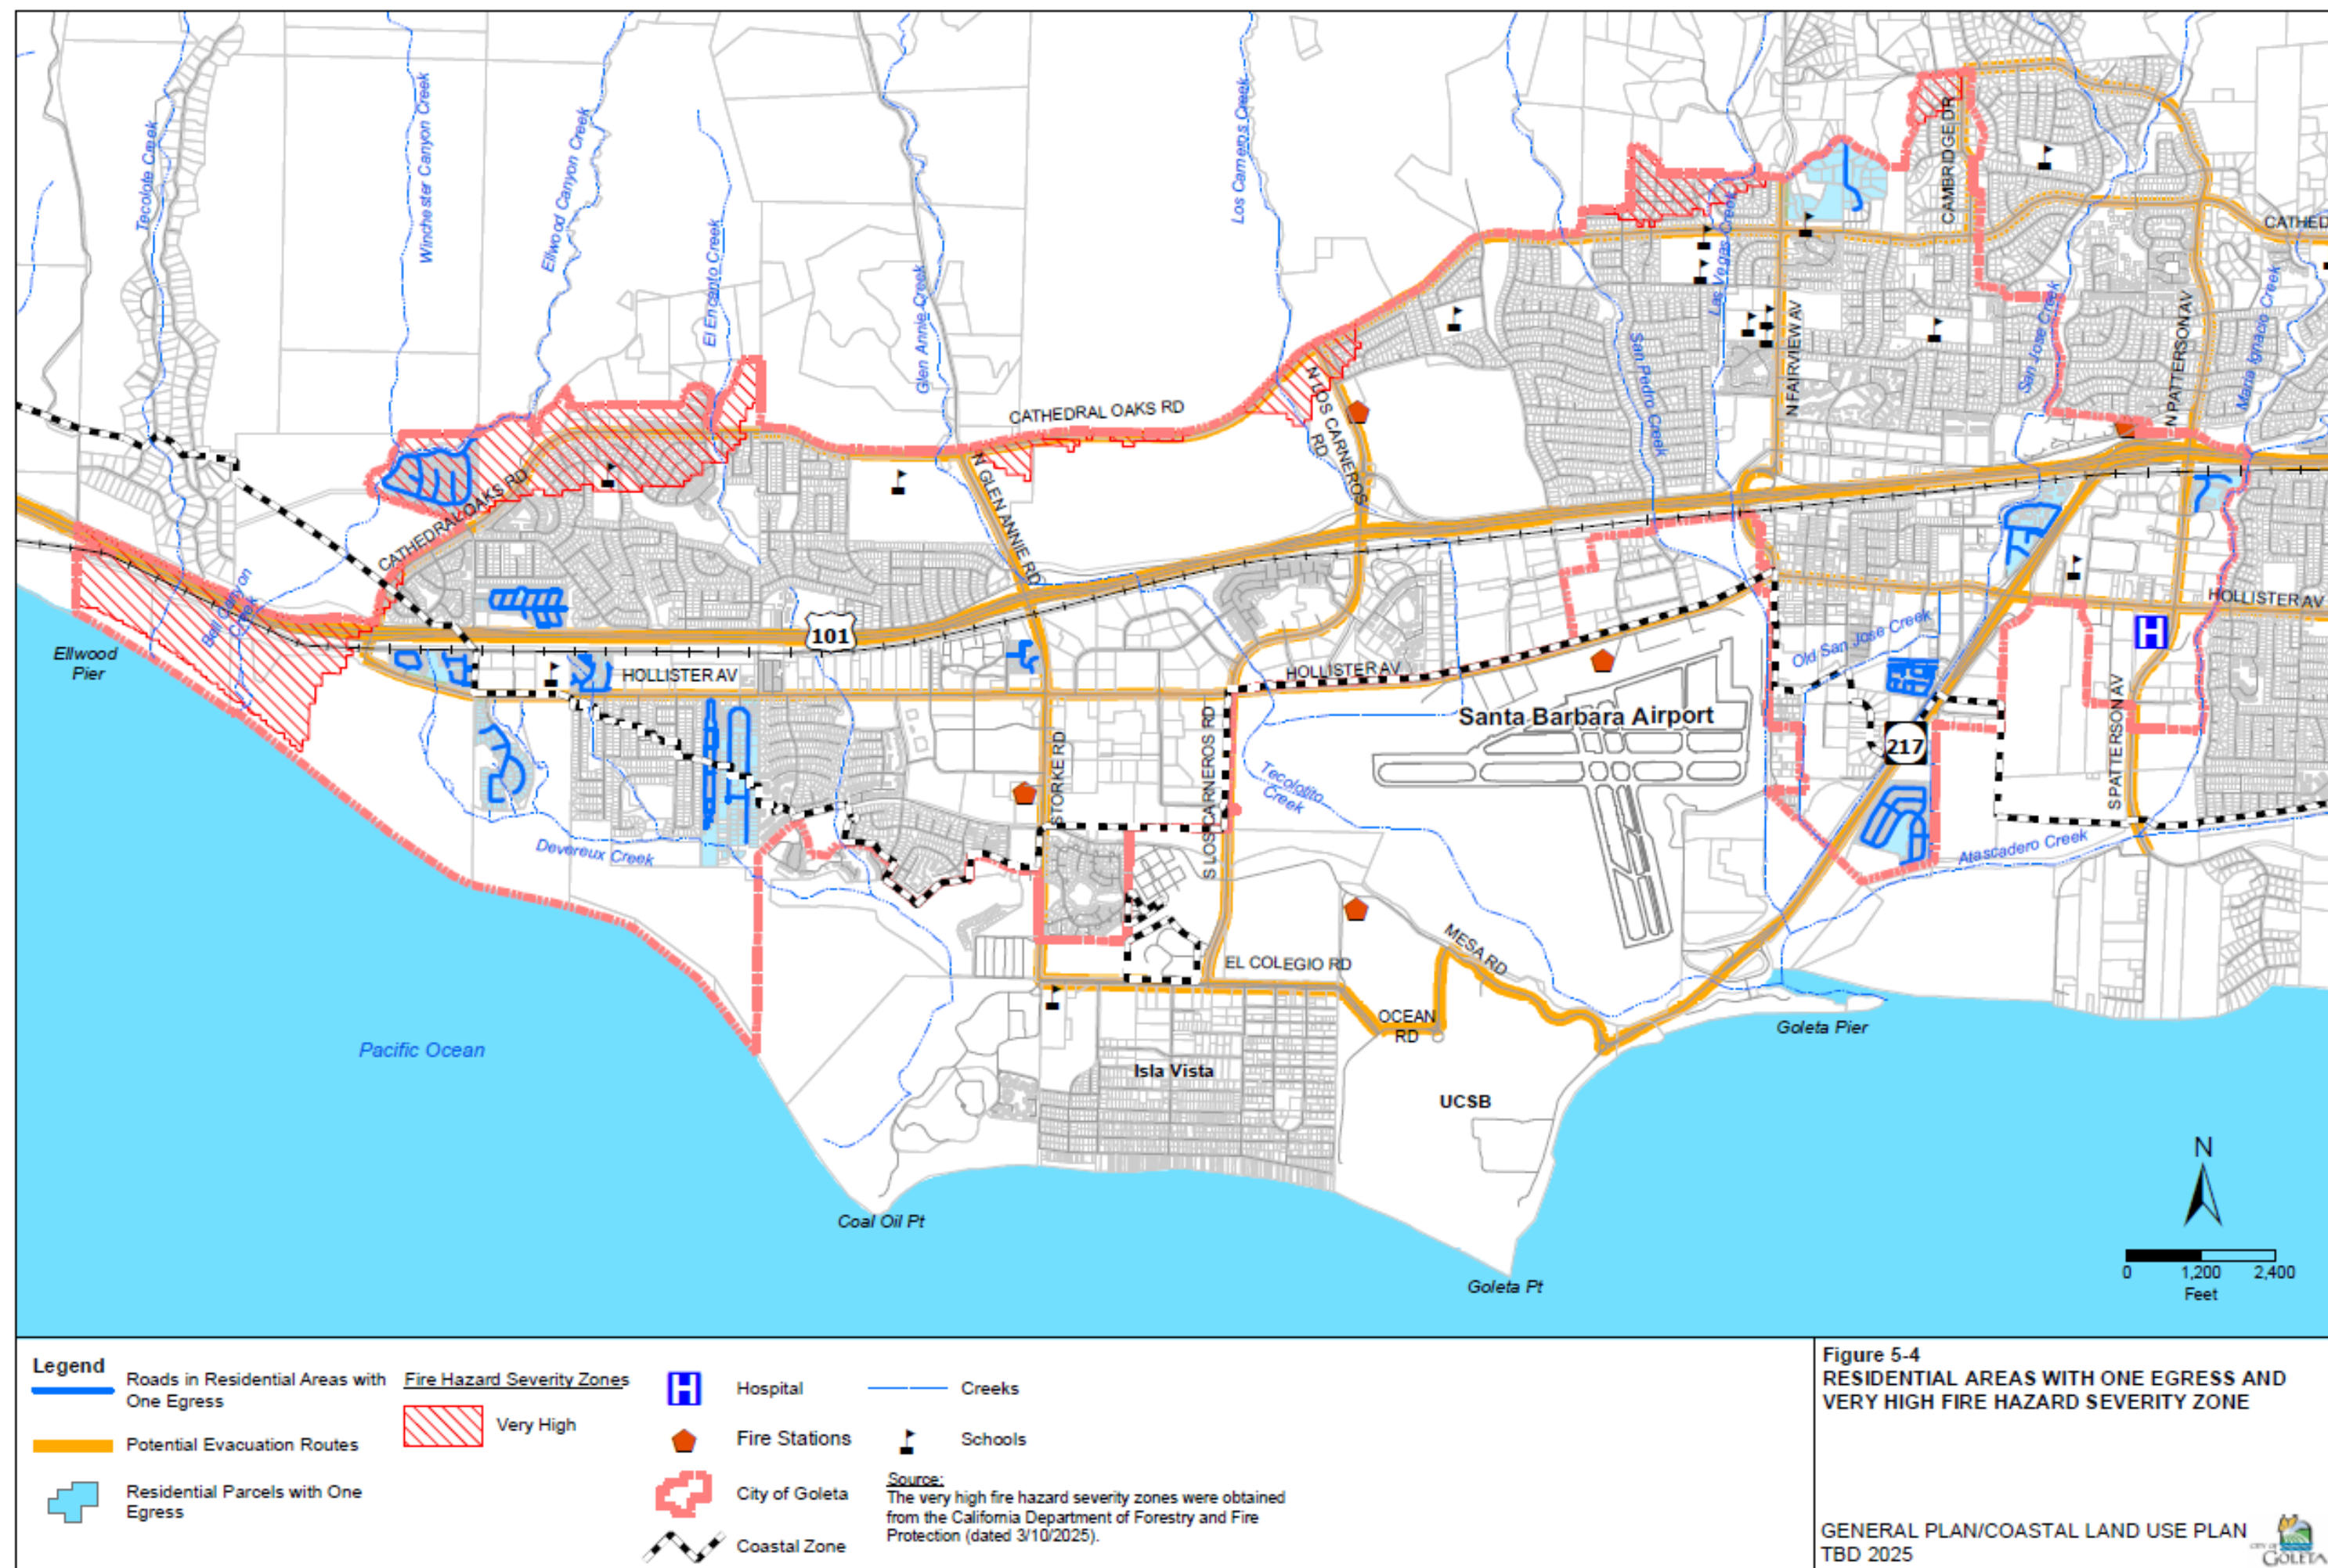 Tecolote Creek
Winchester Canyon Creek
Ellwood Canyon Creek
El Encanto Creek
Glen Annie Creek
Los Carneros Creek
Las Vegas Creek
San Pedro Creek
San Jose Creek
Maria Ignacio Creek
CAMBRIDGE DR
CATHED
N FAIRVIEW AV
N PATTERSON AV
CATHEDRAL OAKS RD
N LOS CARNEROS
RD
CATHEDRAL OAKS RD
N GLEN ANNIE RD
Bell Canyon
Creek
Ellwood
Pier
101
HOLLISTER AV
HOLLISTER AV
HOLLISTER AV
Old San Jose Creek
H
Santa Barbara Airport
217
S STORKE RD
S LOS CARNEROS RD
Tecolotito
Creek
S PATTERSON AV
Devereux Creek
Atascadero Creek
EL COLEGIO RD
MESA RD
OCEAN
RD
Goleta Pier
Pacific Ocean
Isla Vista
UCSB
Coal Oil Pt
Goleta Pt
N
0 1,200 2,400
Feet
Legend
Roads in Residential Areas with
One Egress
Potential Evacuation Routes
Residential Parcels with One
Egress
Fire Hazard Severity Zones
Very High
H Hospital
Fire Stations
City of Goleta
Coastal Zone
Creeks
Schools
Source:
The very high fire hazard severity zones were obtained
from the California Department of Forestry and Fire
Protection (dated 3/10/2025).
Figure 5-4
RESIDENTIAL AREAS WITH ONE EGRESS AND
VERY HIGH FIRE HAZARD SEVERITY ZONE
GENERAL PLAN/COASTAL LAND USE PLAN
TBD 2025
CITY OF
GOLETA